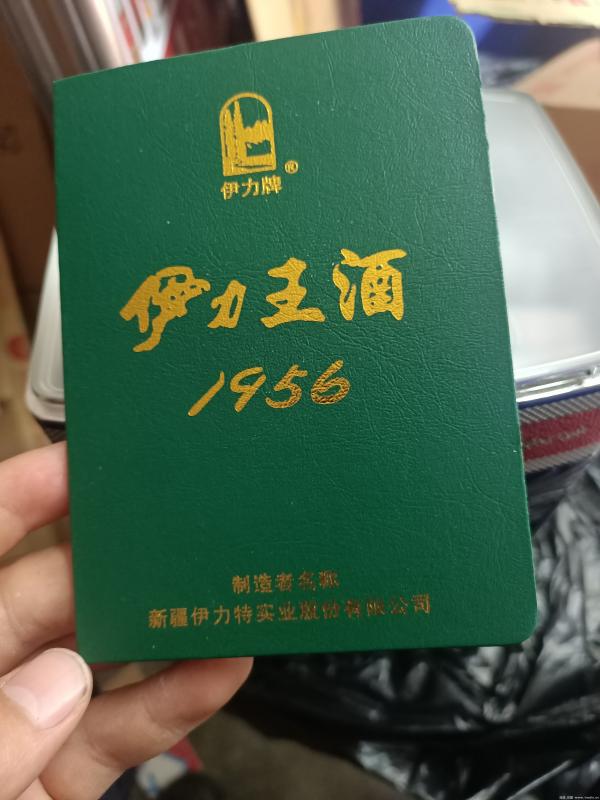 ®
伊力牌
伊力王酒
1956
制造者名称
新疆伊力特实业股份有限公司